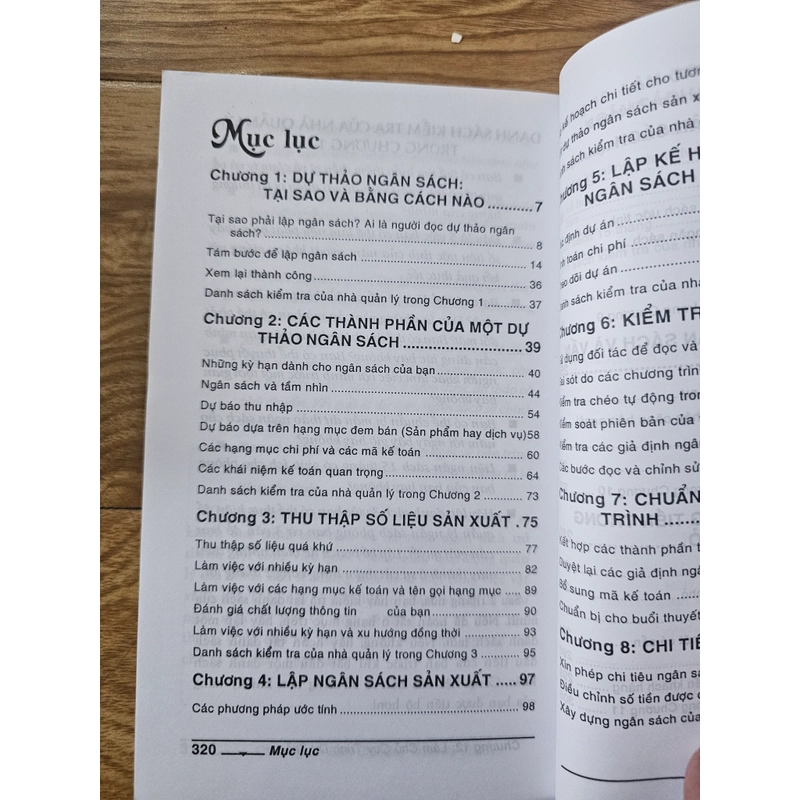 Mục lục
Chương 1: DỰ THẢO NGÂN SÁCH:
TẠI SAO VÀ BẰNG CÁCH NÀO..........7
Tại sao phải lập ngân sách? Ai là người đọc dự thảo ngân
sách?.......................................................8
Tám bước để lập ngân sách ..................................14
Xem lại thành công...........................................36
Danh sách kiểm tra của nhà quản lý trong Chương 1 ........37
Chương 2: CÁC THÀNH PHẦN CỦA MỘT DỰ
THẢO NGÂN SÁCH ........................39
Những kỳ hạn dành cho ngân sách của bạn..................40
Ngân sách và tầm nhìn ......................................44
Dự báo thu nhập .............................................54
Dự báo dựa trên hạng mục đem bán (Sản phẩm hay dịch vụ)58
Các hạng mục chi phí và các mã kế toán ....................60
Các khái niệm kế toán quan trọng............................64
Danh sách kiểm tra của nhà quản lý trong Chương 2 ........73
Chương 3: THU THẬP SỐ LIỆU SẢN XUẤT .75
Thu thập số liệu quá khứ ....................................77
Làm việc với nhiều kỳ hạn ...................................82
Làm việc với các hạng mục kế toán và tên gọi hạng mục .....89
Đánh giá chất lượng thông tin của bạn.......................90
Làm việc với nhiều kỳ hạn và xu hướng đồng thời ............93
Danh sách kiểm tra của nhà quản lý trong Chương 3 ........95
Chương 4: LẬP NGÂN SÁCH SẢN XUẤT .....97
Các phương pháp ước tính ...................................98
320 Mục lục
kế hoạch chi tiết cho
dự thảo ngân sách sản
sách kiểm tra của nhà
Chương 5: LẬP KẾ
NGÂN SÁCH
định dự án
toán chi phí
dõi dự án
sách kiểm tra của nhà
Chương 6: KIỂM
dụng đối tác để đọc và
sót do các chương trình
kiểm tra chéo tự động
Kiểm soát phiên bản của
Kiểm tra các giả định
Các bước đọc và chỉnh
Chương 7: CHUẨN
TRÌNH
Kết hợp các thành phần
Duyệt lại các giả định
Bổ sung mã kế toán
Chuẩn bị cho buổi thuyết
Chương 8: CHI
Xin phép chi tiêu ngân
Điều chỉnh số tiền được
Xây dựng ngân sách của